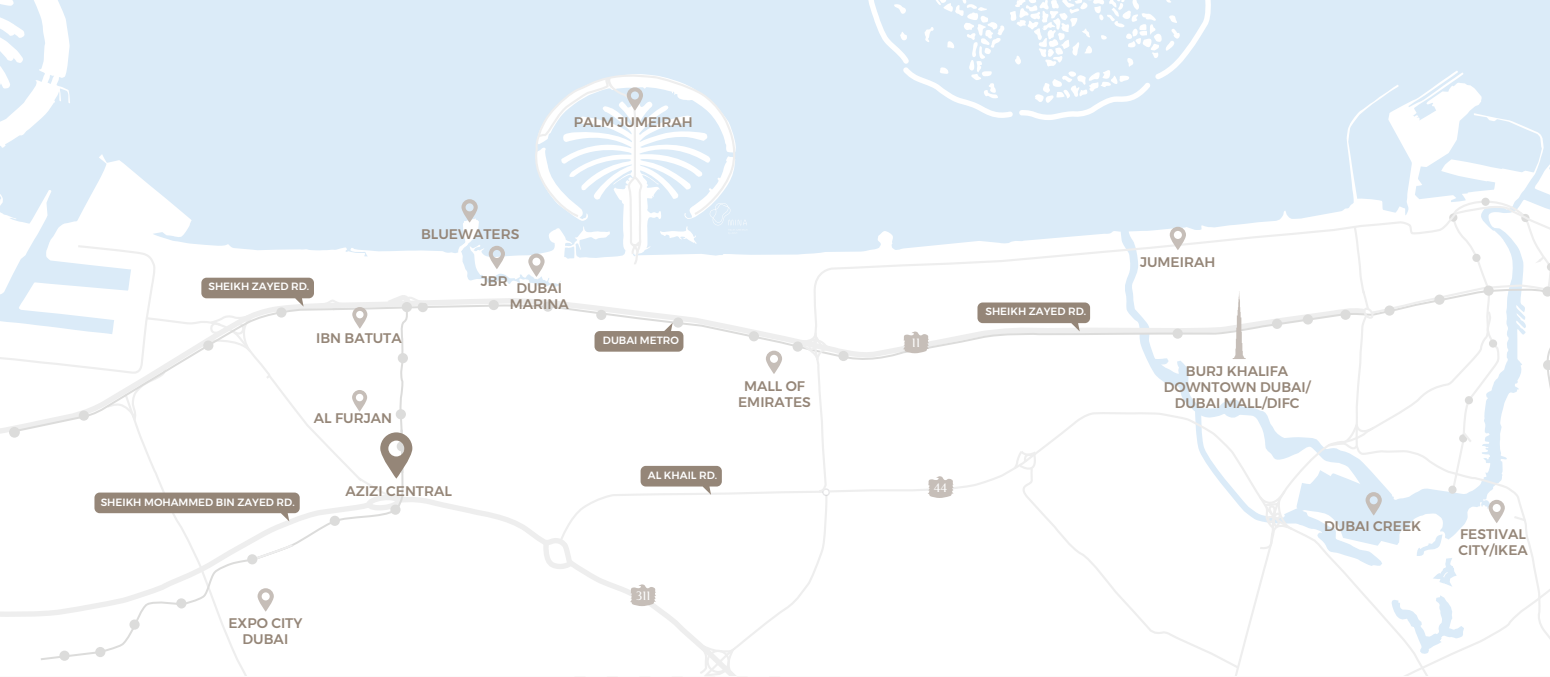 PALM JUMEIRAH
BLUEWATERS
JBR
DUBAI
MARINA
JUMEIRAH
SHEIKH ZAYED RD.
IBN BATUTA
DUBAI METRO
SHEIKH ZAYED RD.
11
MALL OF
EMIRATES
BURJ KHALIFA
DOWNTOWN DUBAI/
DUBAI MALL/DIFC
AL FURJAN
AZIZI CENTRAL
AL KHAIL RD.
44
SHEIKH MOHAMMED BIN ZAYED RD.
DUBAI CREEK
FESTIVAL
CITY/IKEA
311
EXPO CITY
DUBAI